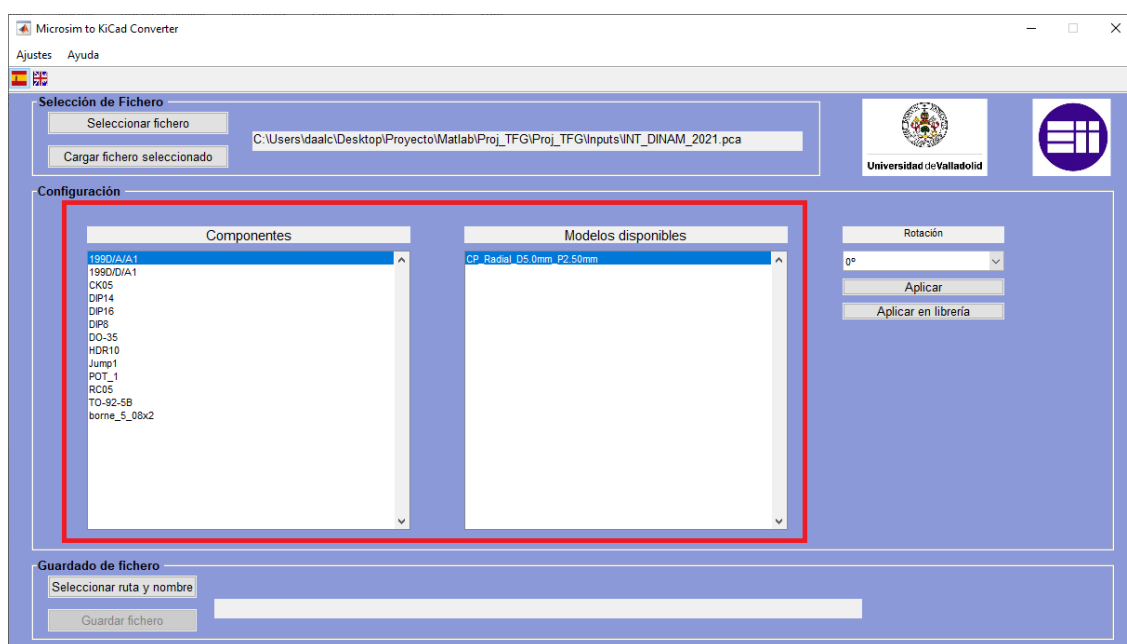 Microsim to KiCad Converter
Ajustes Ayuda
Selección de Fichero
Seleccionar fichero
C:\Users\daalc\Desktop\Proyecto\Matlab\Proj_TFG\Proj_TFG\Inputs\INT_DINAM_2021.pca
Cargar fichero seleccionado
Universidad de Valladolid
Configuración
Componentes
199D/A/A1
199D/D/A1
CK05
DIP14
DIP16
DIP8
DO-35
HDR10
Jump1
POT_1
RC05
TO-92-5B
borne_5_08x2
Modelos disponibles
CP_Radial_D5.0mm_P2.50mm
Rotación
0º
Aplicar
Aplicar en librería
Guardado de fichero
Seleccionar ruta y nombre
Guardar fichero